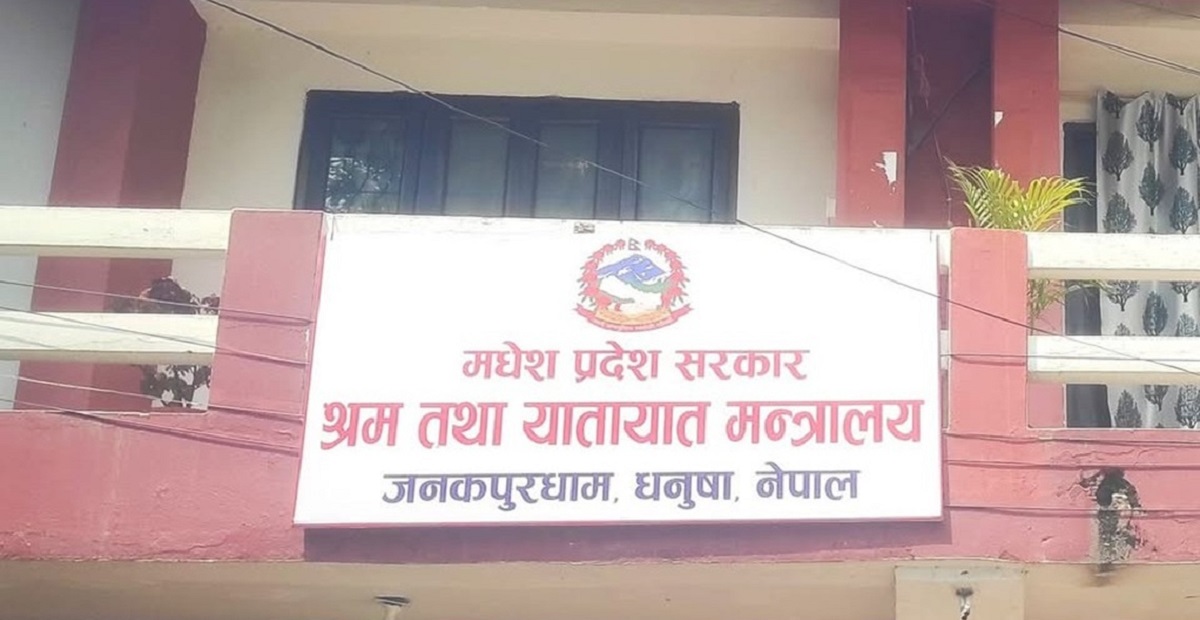 मधेश प्रदेश सरकार
श्रम तथा यातायात मन्त्रालय
जनकपुरधाम, धनुषा, नेपाल